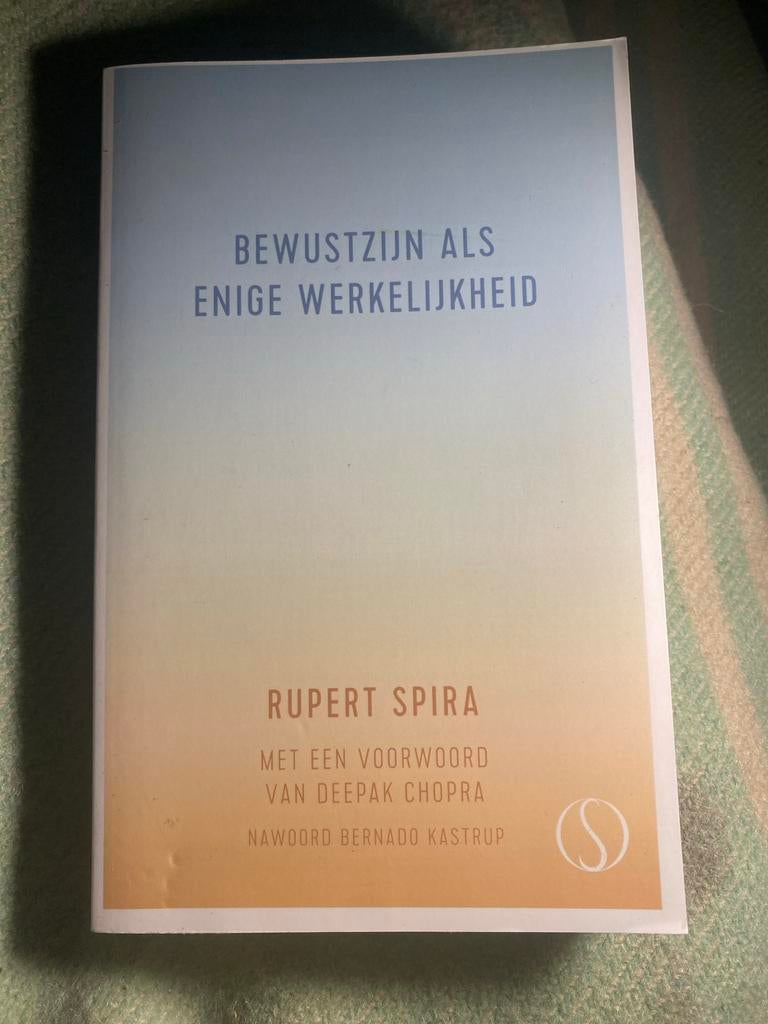 BEWUSTZIJN ALS
ENIGE WERKELIJKHEID
RUPERT SPIRA
MET EEN VOORWOORD
VAN DEEPAK CHOPRA
NAWOORD BERNADO KASTRUP